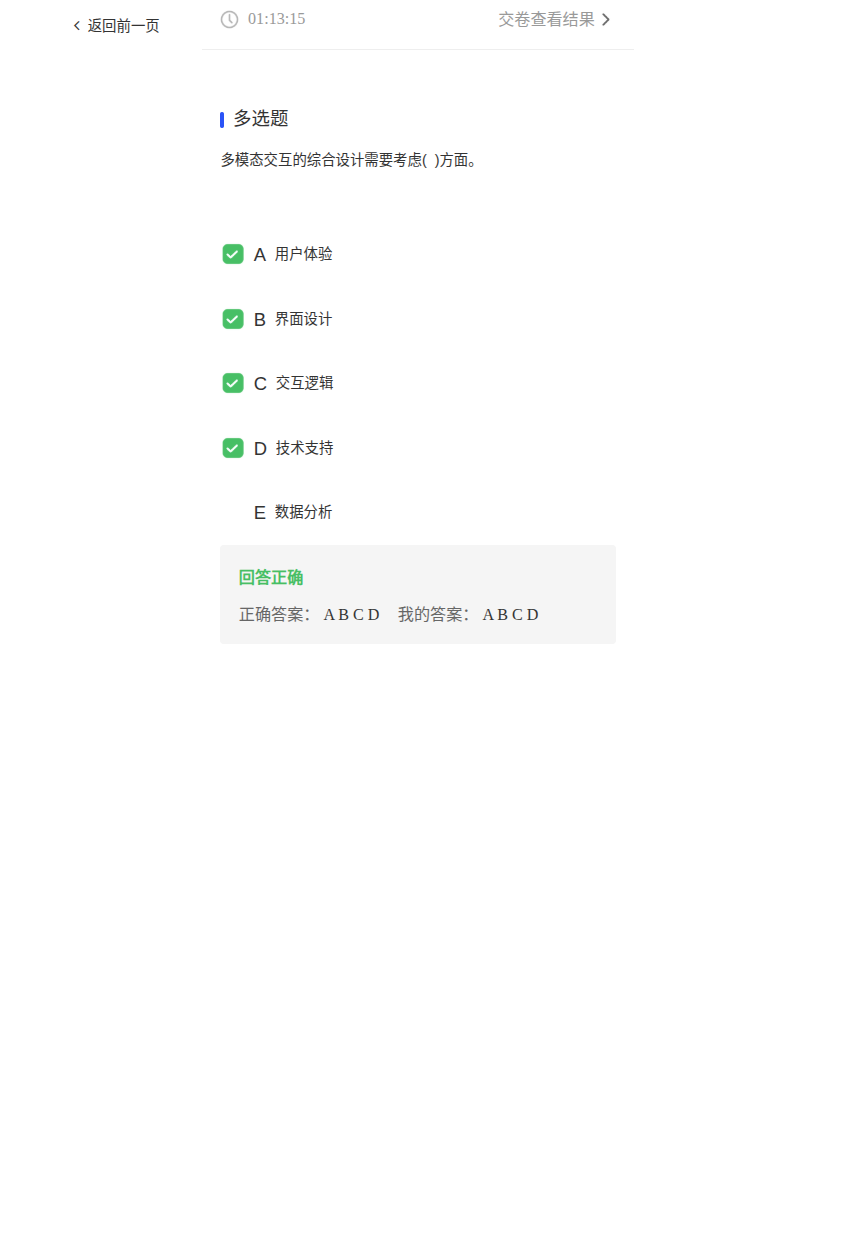 返回前一页
01:13:15 交卷查看结果
多选题
多模态交互的综合设计需要考虑( )方面。
A 用户体验
B 界面设计
C 交互逻辑
D 技术支持
E 数据分析
回答正确
正确答案： A B C D 我的答案： A B C D